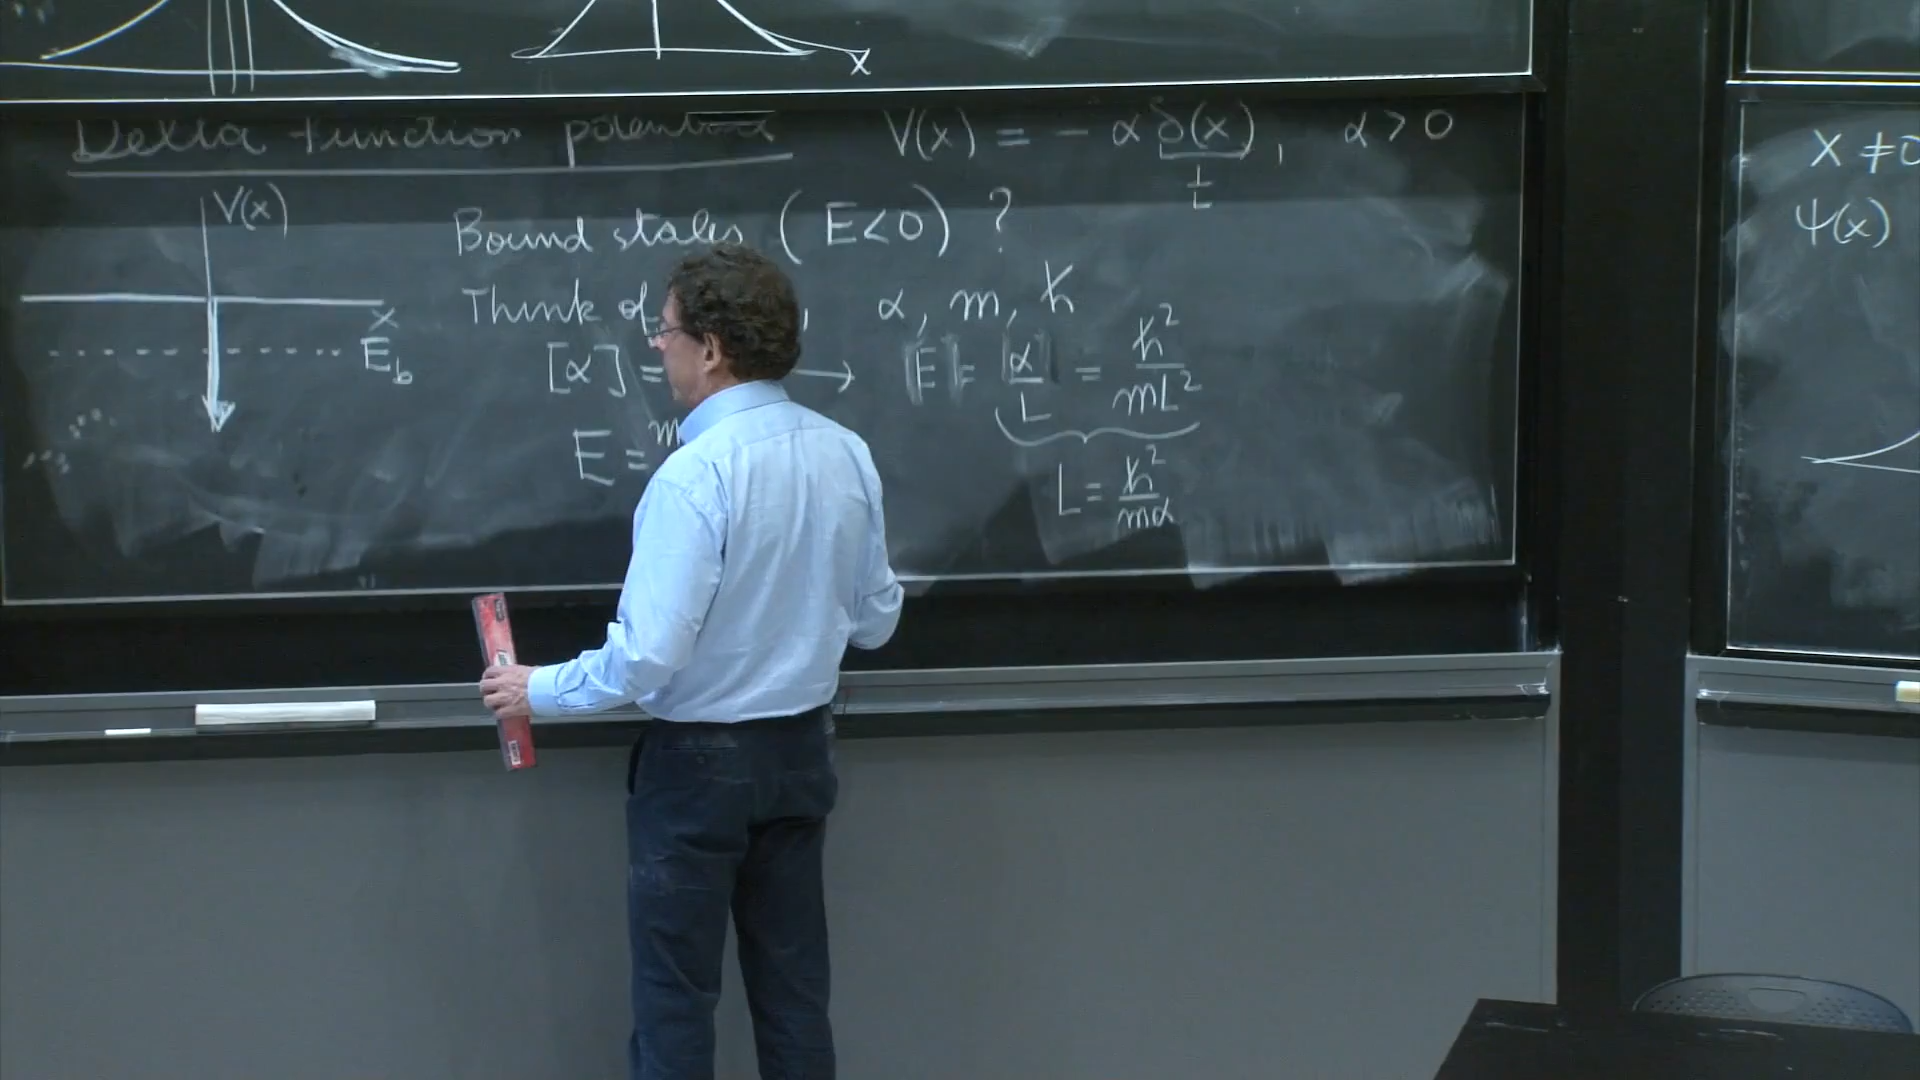 x
Delta function potential V(x) = - α δ(x), α > 0
1/L
V(x)
Bound states (E<0) ?
x
Think of , α, m, ħ
E_b
[α] = → [E] = α/L = ħ²/mL²
E = m
L = ħ²/mα
X ≠ 0
Ψ(x)